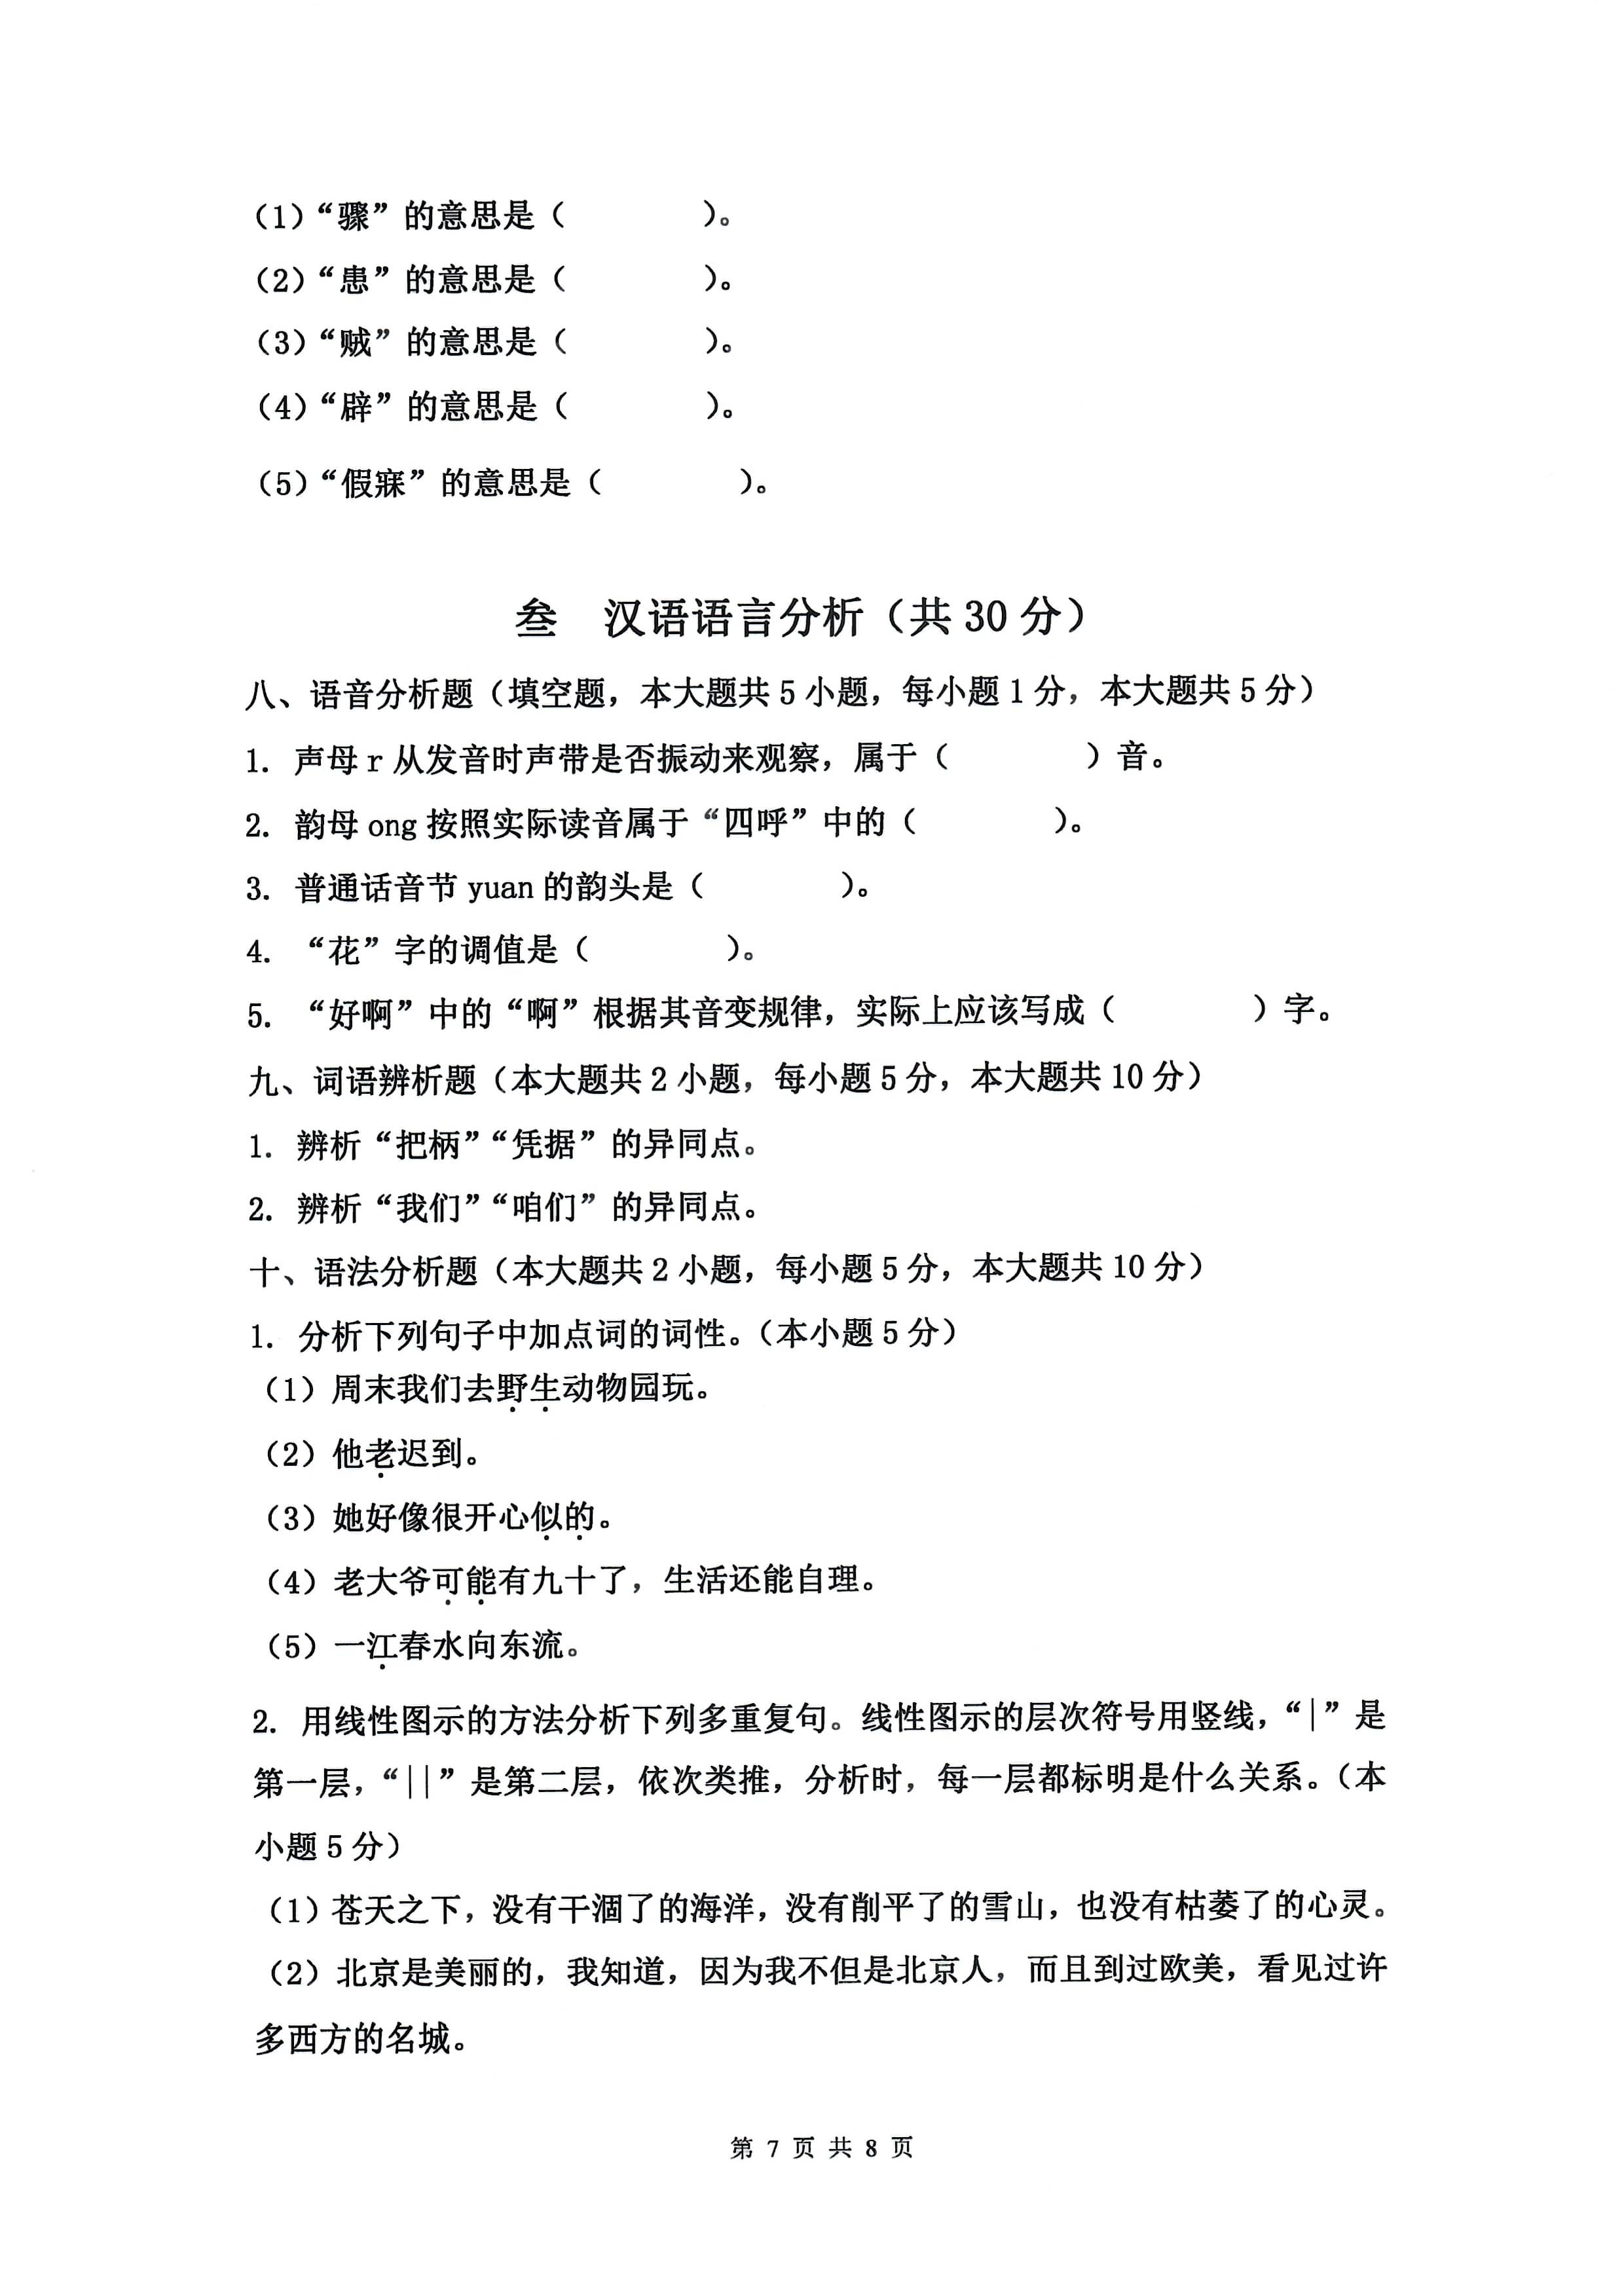 (1)“骤”的意思是（　　　　）。
(2)“患”的意思是（　　　　）。
(3)“贼”的意思是（　　　　）。
(4)“辟”的意思是（　　　　）。
(5)“假寐”的意思是（　　　　）。
叁　汉语语言分析（共 30 分）
八、语音分析题（填空题，本大题共 5 小题，每小题 1 分，本大题共 5 分）
1. 声母 r 从发音时声带是否振动来观察，属于（　　　　）音。
2. 韵母 ong 按照实际读音属于“四呼”中的（　　　　）。
3. 普通话音节 yuan 的韵头是（　　　　）。
4. “花”字的调值是（　　　　）。
5. “好啊”中的“啊”根据其音变规律，实际上应该写成（　　　　）字。
九、词语辨析题（本大题共 2 小题，每小题 5 分，本大题共 10 分）
1. 辨析“把柄”“凭据”的异同点。
2. 辨析“我们”“咱们”的异同点。
十、语法分析题（本大题共 2 小题，每小题 5 分，本大题共 10 分）
1. 分析下列句子中加点词的词性。（本小题 5 分）
（1）周末我们去野生动物园玩。
（2）他老迟到。
（3）她好像很开心似的。
（4）老大爷可能有九十了，生活还能自理。
（5）一江春水向东流。
2. 用线性图示的方法分析下列多重复句。线性图示的层次符号用竖线，“|”是
第一层，“||”是第二层，依次类推，分析时，每一层都标明是什么关系。（本
小题 5 分）
（1）苍天之下，没有干涸了的海洋，没有削平了的雪山，也没有枯萎了的心灵。
（2）北京是美丽的，我知道，因为我不但是北京人，而且到过欧美，看见过许
多西方的名城。
第 7 页 共 8 页